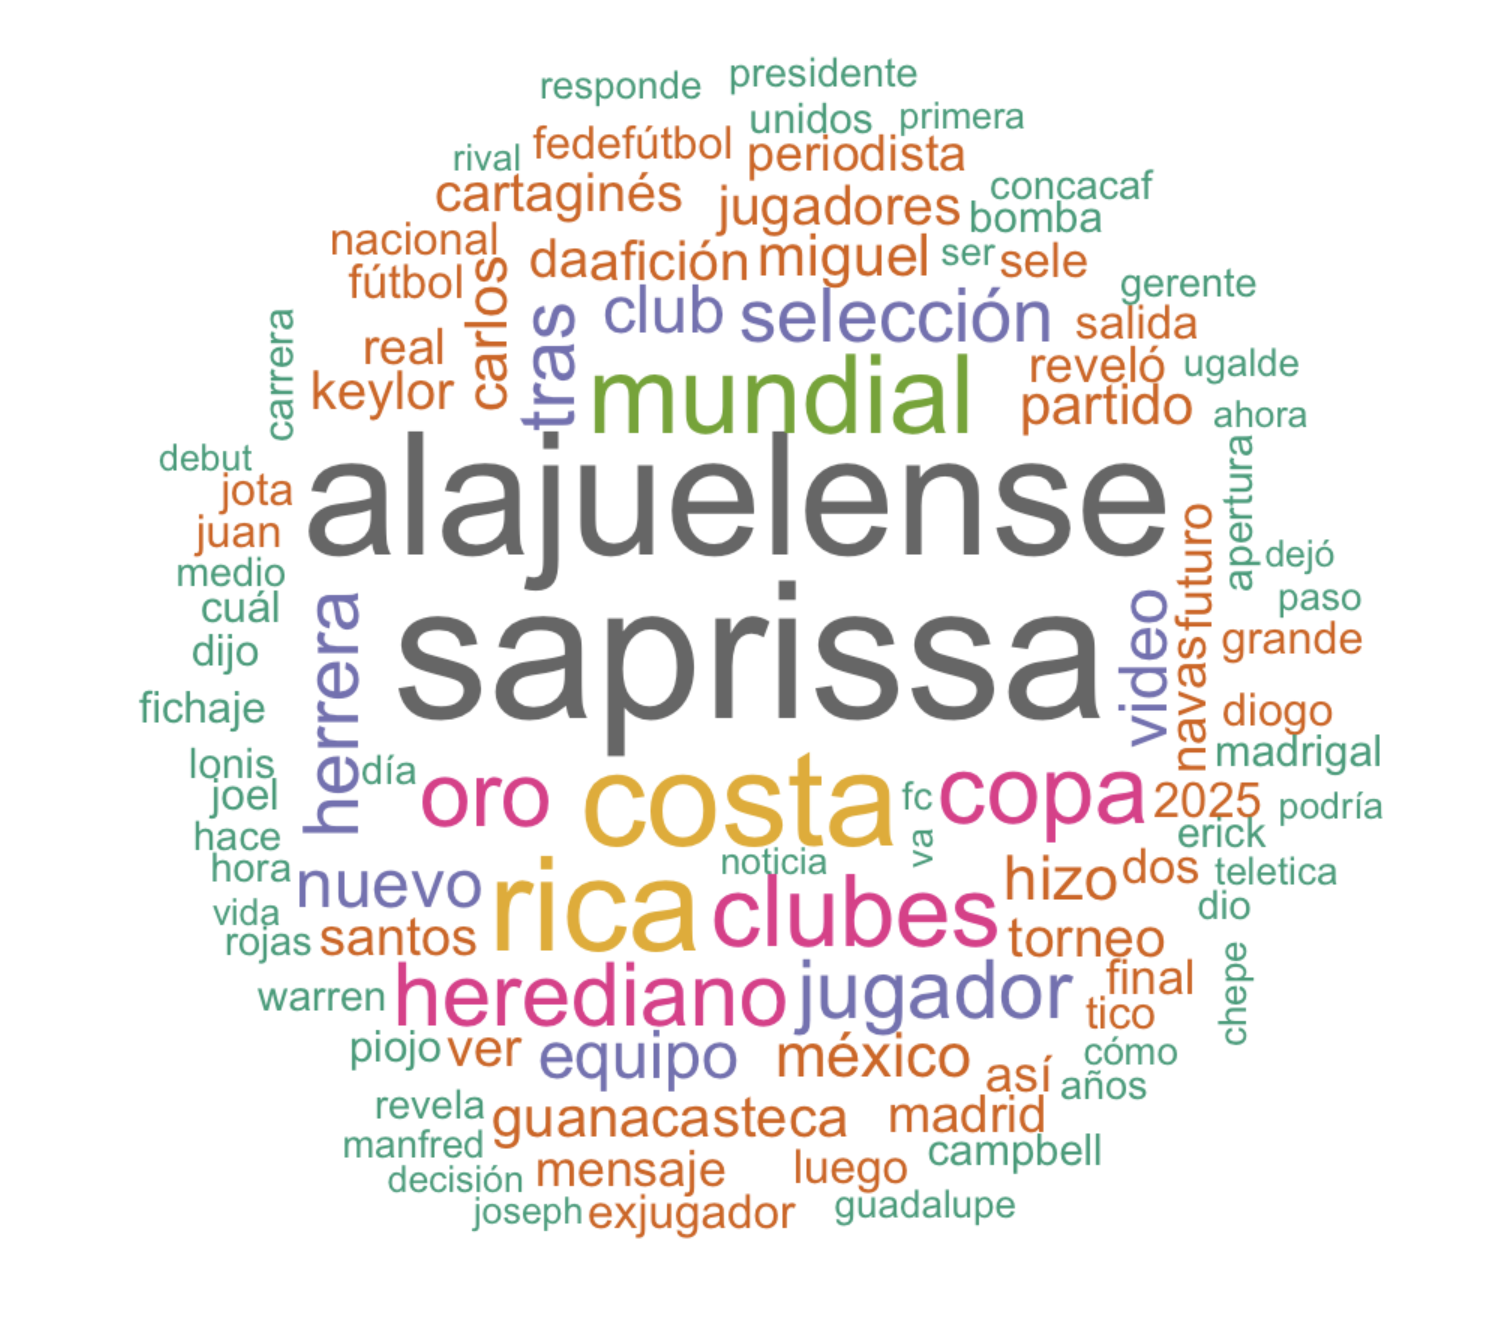 responde
presidente
unidos
primera
rival
fedefútbol
periodista
cartaginés
jugadores
concacaf
bomba
nacional
da
afición
miguel
ser
sele
fútbol
carlos
tras
club
selección
gerente
salida
carrera
real
keylor
mundial
reveló
ugalde
partido
ahora
debut
jota
juan
alajuelense
apertura
futuro
dejó
medio
cuál
dijo
herrera
saprissa
video
navas
paso
grande
fichaje
diogo
madrigal
lonis
joel
día
oro
costa
fc
copa
2025
podría
hace
erick
va
hora
noticia
nuevo
rica
clubes
hizo
dos
teletica
vida
dio
rojas
santos
torneo
chepe
warren
herediano
jugador
final
tico
piojo
ver
equipo
méxico
cómo
así
años
revela
guanacasteca
madrid
manfred
campbell
decisión
mensaje
luego
joseph
exjugador
guadalupe